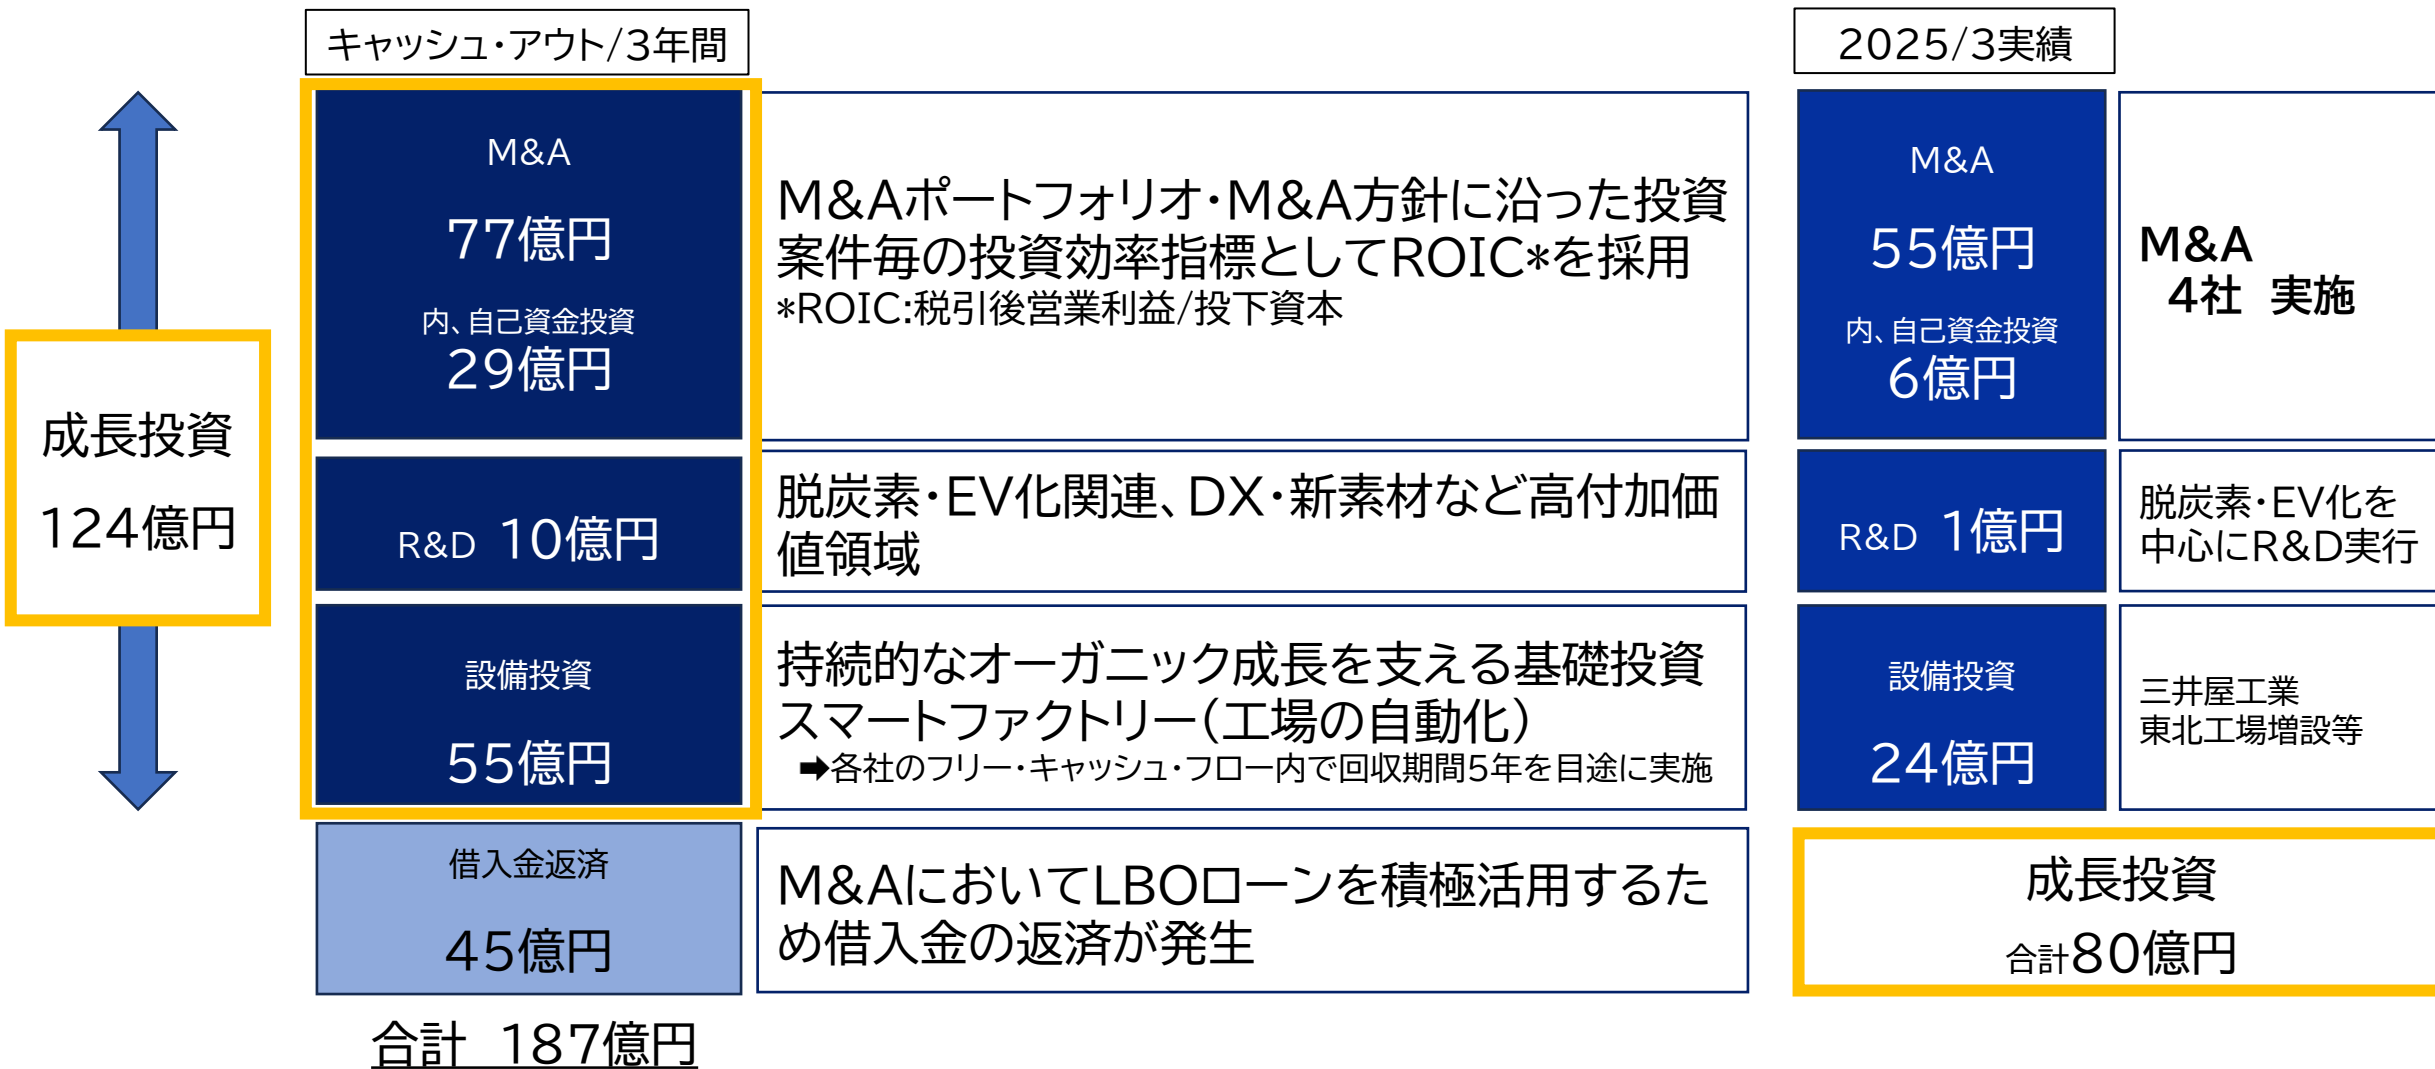 キャッシュ・アウト/3年間
2025/3実績
成長投資
124億円
M&A
77億円
内、自己資金投資
29億円
M&Aポートフォリオ・M&A方針に沿った投資
案件毎の投資効率指標としてROIC*を採用
*ROIC:税引後営業利益/投下資本
M&A
55億円
内、自己資金投資
6億円
M&A
4社 実施
R&D 10億円
脱炭素・EV化関連、DX・新素材など高付加価
値領域
R&D 1億円
脱炭素・EV化を
中心にR&D実行
設備投資
55億円
持続的なオーガニック成長を支える基礎投資
スマートファクトリー(工場の自動化)
➡各社のフリー・キャッシュ・フロー内で回収期間5年を目途に実施
設備投資
24億円
三井屋工業
東北工場増設等
借入金返済
45億円
M&AにおいてLBOローンを積極活用するた
め借入金の返済が発生
成長投資
合計80億円
合計 187億円